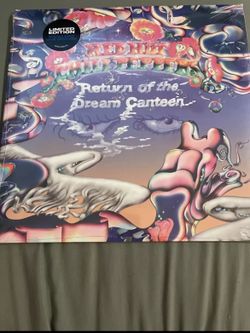 LIMITED
EDITION
RED HOT
CHILI PEPPERS
Return of the
Dream Canteen